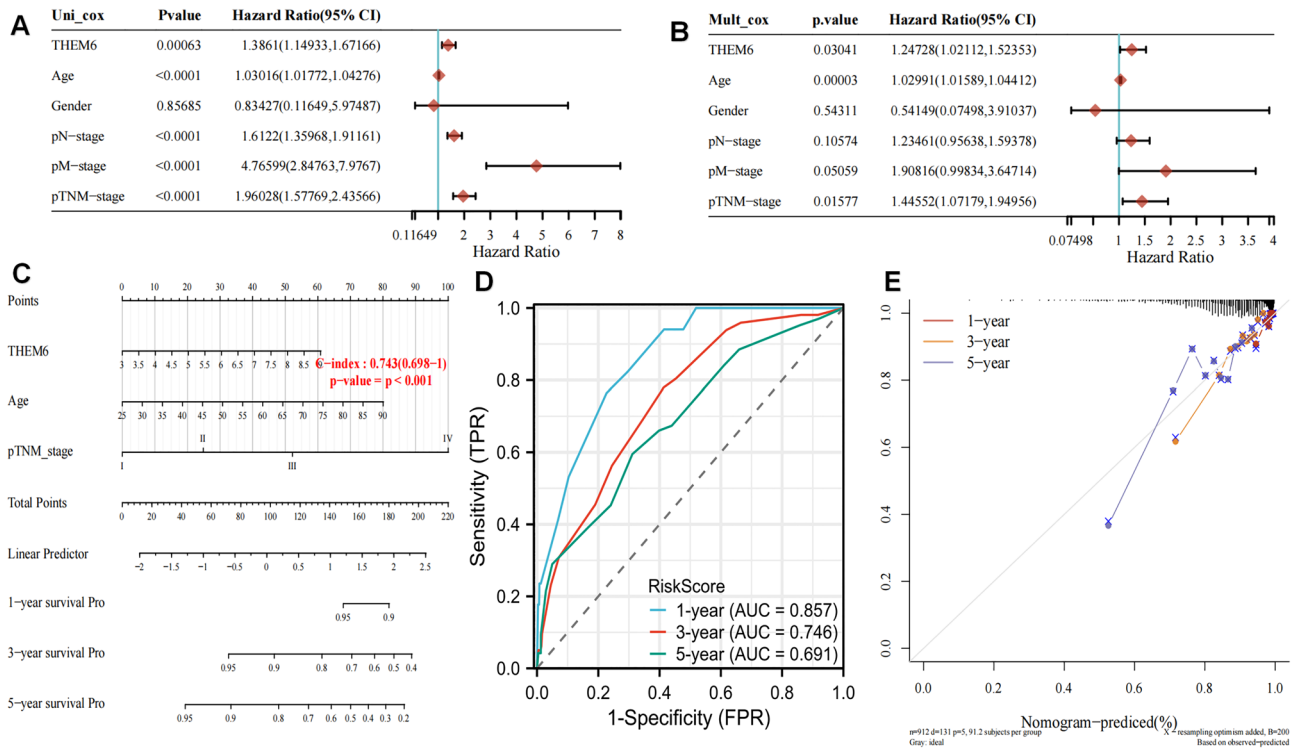 A
Uni_cox Pvalue Hazard Ratio(95% CI)
THEM6 0.00063 1.3861(1.14933,1.67166)
Age <0.0001 1.03016(1.01772,1.04276)
Gender 0.85685 0.83427(0.11649,5.97487)
pN−stage <0.0001 1.6122(1.35968,1.91161)
pM−stage <0.0001 4.76599(2.84763,7.9767)
pTNM−stage <0.0001 1.96028(1.57769,2.43566)
0.11649 2 3 4 5 6 7 8
Hazard Ratio
B
Mult_cox p.value Hazard Ratio(95% CI)
THEM6 0.03041 1.24728(1.02112,1.52353)
Age 0.00003 1.02991(1.01589,1.04412)
Gender 0.54311 0.54149(0.07498,3.91037)
pN−stage 0.10574 1.23461(0.95638,1.59378)
pM−stage 0.05059 1.90816(0.99834,3.64714)
pTNM−stage 0.01577 1.44552(1.07179,1.94956)
0.07498 1 1.5 2 2.5 3 3.5 4
Hazard Ratio
C
Points 0 10 20 30 40 50 60 70 80 90 100
THEM6
3 3.5 4 4.5 5 5.5 6 6.5 7 7.5 8 8.5
C−index : 0.743(0.698−1)
p−value = p < 0.001
Age
25 30 35 40 45 50 55 60 65 70 75 80 85 90
pTNM_stage
II IV
I III
Total Points
0 20 40 60 80 100 120 140 160 180 200 220
Linear Predictor
−2 −1.5 −1 −0.5 0 0.5 1 1.5 2 2.5
1−year survival Pro
0.95 0.9
3−year survival Pro
0.95 0.9 0.8 0.7 0.6 0.5 0.4
5−year survival Pro
0.95 0.9 0.8 0.7 0.6 0.5 0.4 0.3 0.2
D
Sensitivity (TPR)
1.0
0.8
0.6
0.4
0.2
0.0
RiskScore
1-year (AUC = 0.857)
3-year (AUC = 0.746)
5-year (AUC = 0.691)
0.0 0.2 0.4 0.6 0.8 1.0
1-Specificity (FPR)
E
1.0
0.8
0.6
0.4
0.2
0.0
1−year
3−year
5−year
0.0 0.2 0.4 0.6 0.8 1.0
Nomogram−prediced(%)
n=912 d=131 p=5, 91.2 subjects per group
Gray: ideal
X − resampling optimism added, B=200
Based on observed−predicted